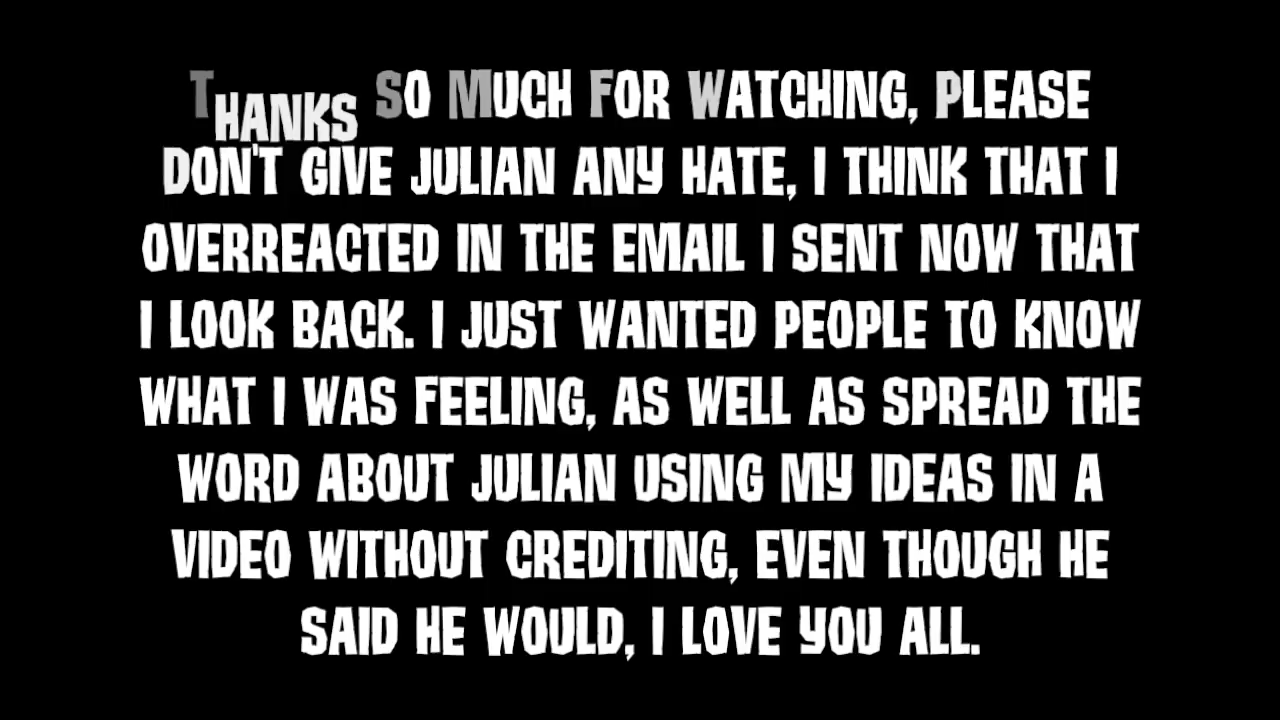 THANKS SO MUCH FOR WATCHING, PLEASE
DON'T GIVE JULIAN ANY HATE, I THINK THAT I
OVERREACTED IN THE EMAIL I SENT NOW THAT
I LOOK BACK. I JUST WANTED PEOPLE TO KNOW
WHAT I WAS FEELING, AS WELL AS SPREAD THE
WORD ABOUT JULIAN USING MY IDEAS IN A
VIDEO WITHOUT CREDITING, EVEN THOUGH HE
SAID HE WOULD, I LOVE YOU ALL.